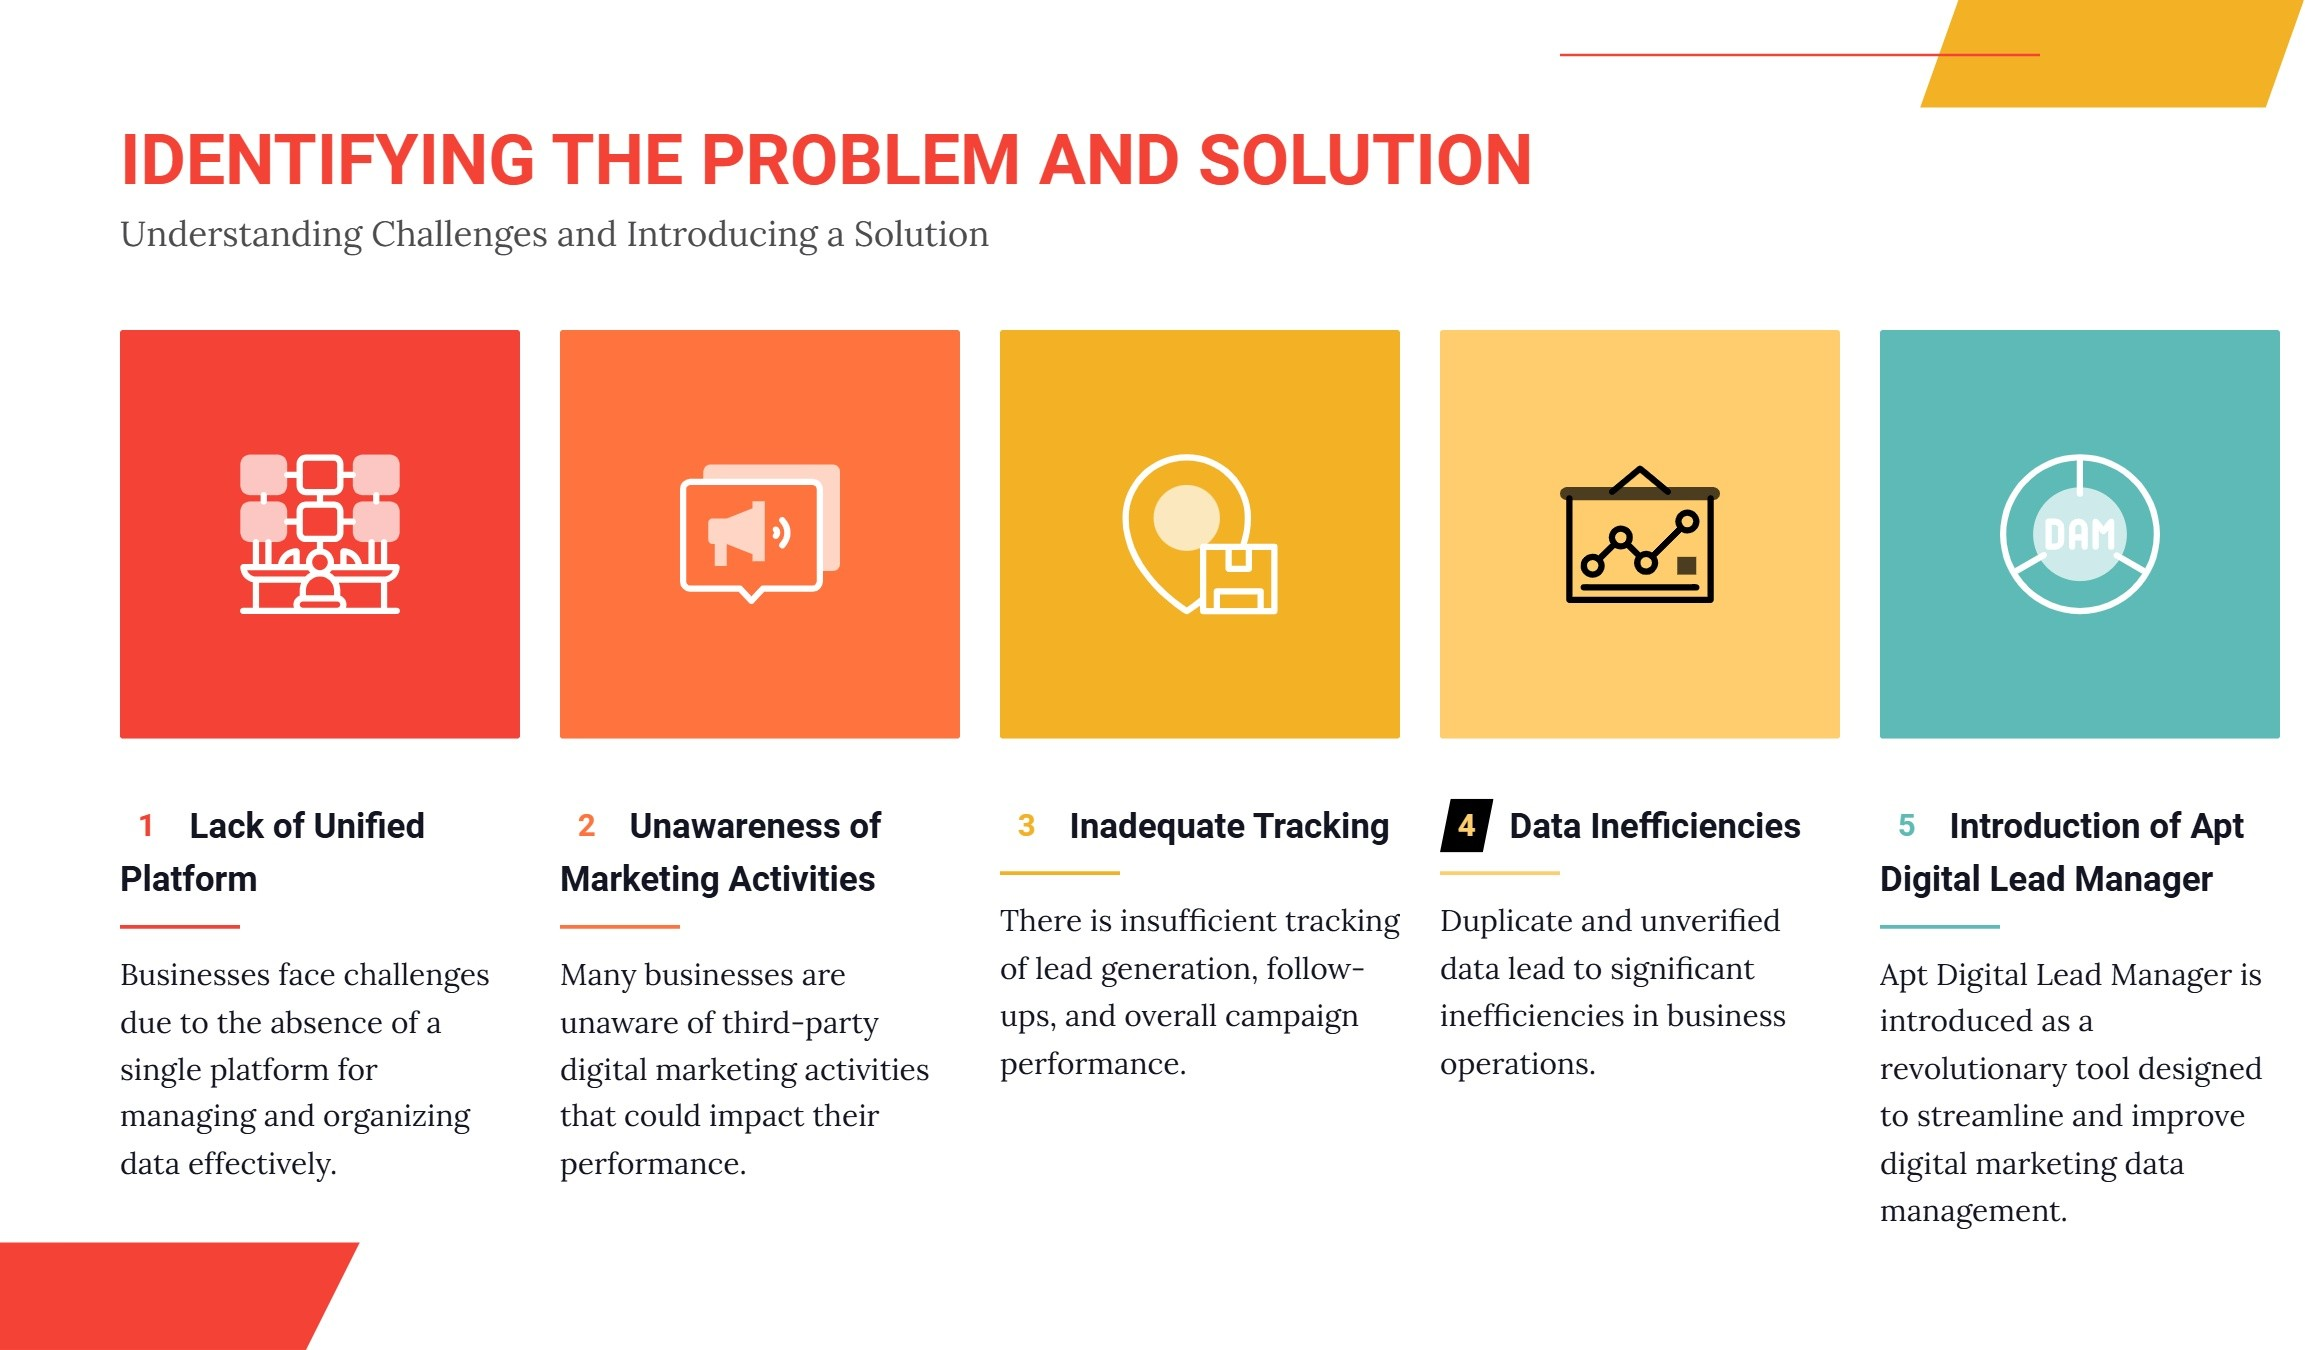 IDENTIFYING THE PROBLEM AND SOLUTION
Understanding Challenges and Introducing a Solution
DAM
1 Lack of Unified
Platform
Businesses face challenges
due to the absence of a
single platform for
managing and organizing
data effectively.
2 Unawareness of
Marketing Activities
Many businesses are
unaware of third-party
digital marketing activities
that could impact their
performance.
3 Inadequate Tracking
There is insufficient tracking
of lead generation, follow-
ups, and overall campaign
performance.
4 Data Inefficiencies
Duplicate and unverified
data lead to significant
inefficiencies in business
operations.
5 Introduction of Apt
Digital Lead Manager
Apt Digital Lead Manager is
introduced as a
revolutionary tool designed
to streamline and improve
digital marketing data
management.